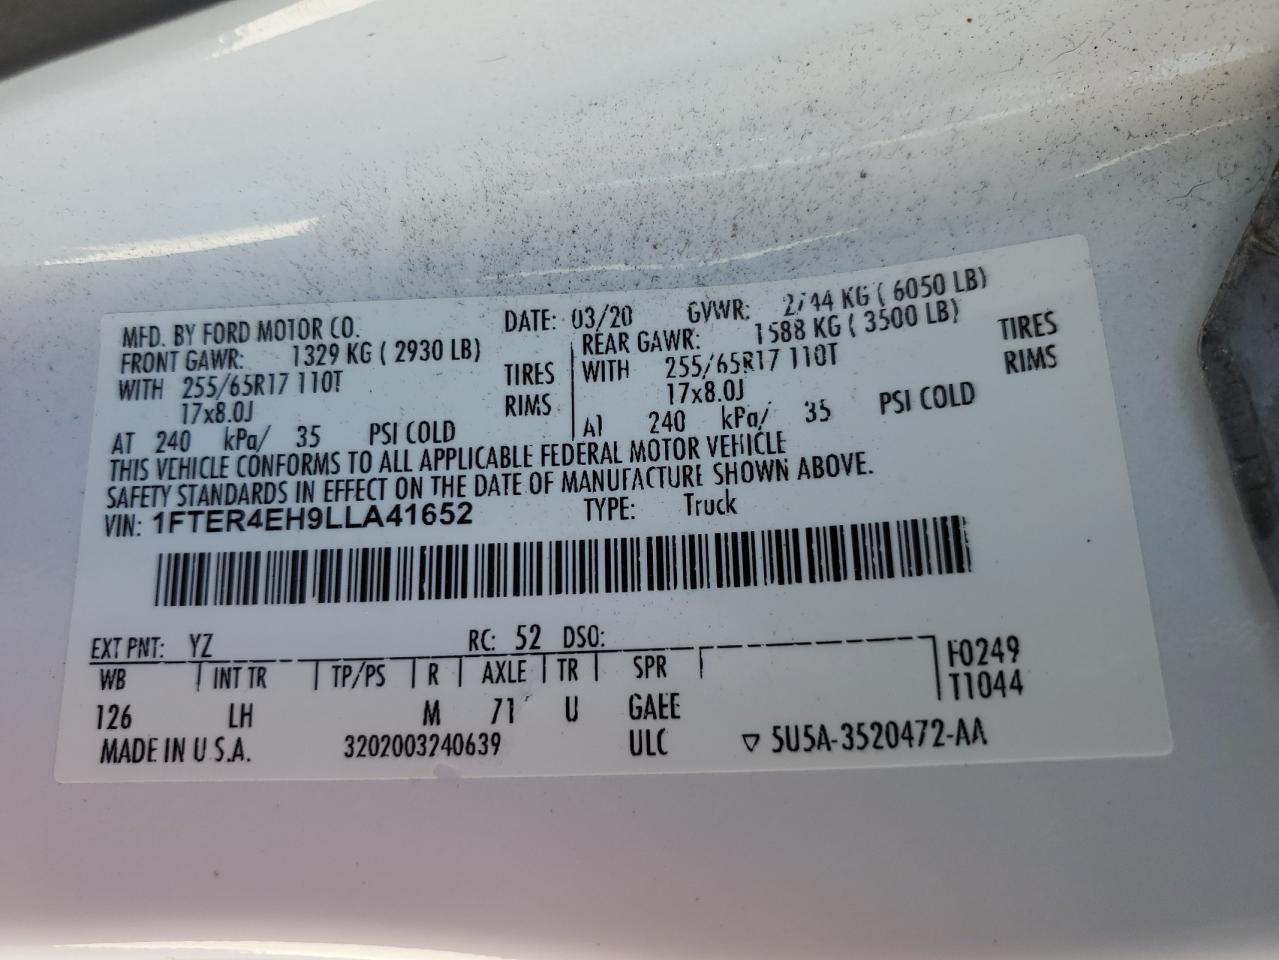 MFD. BY FORD MOTOR CO. DATE: 03/20 GVWR: 2744 KG ( 6050 LB)
FRONT GAWR: 1329 KG ( 2930 LB) REAR GAWR: 1588 KG ( 3500 LB)
WITH 255/65R17 110T TIRES WITH 255/65R17 110T TIRES
17x8.0J RIMS 17x8.0J RIMS
AT 240 kPa/ 35 PSI COLD AT 240 kPa/ 35 PSI COLD
THIS VEHICLE CONFORMS TO ALL APPLICABLE FEDERAL MOTOR VEHICLE
SAFETY STANDARDS IN EFFECT ON THE DATE OF MANUFACTURE SHOWN ABOVE.
VIN: 1FTER4EH9LLA41652 TYPE: Truck
EXT PNT: YZ RC: 52 DSO: F0249
WB INT TR TP/PS R AXLE TR SPR T1044
126 LH M 71 U GAEE
MADE IN U.S.A. 3202003240639 ULC ▽ 5U5A-3520472-AA